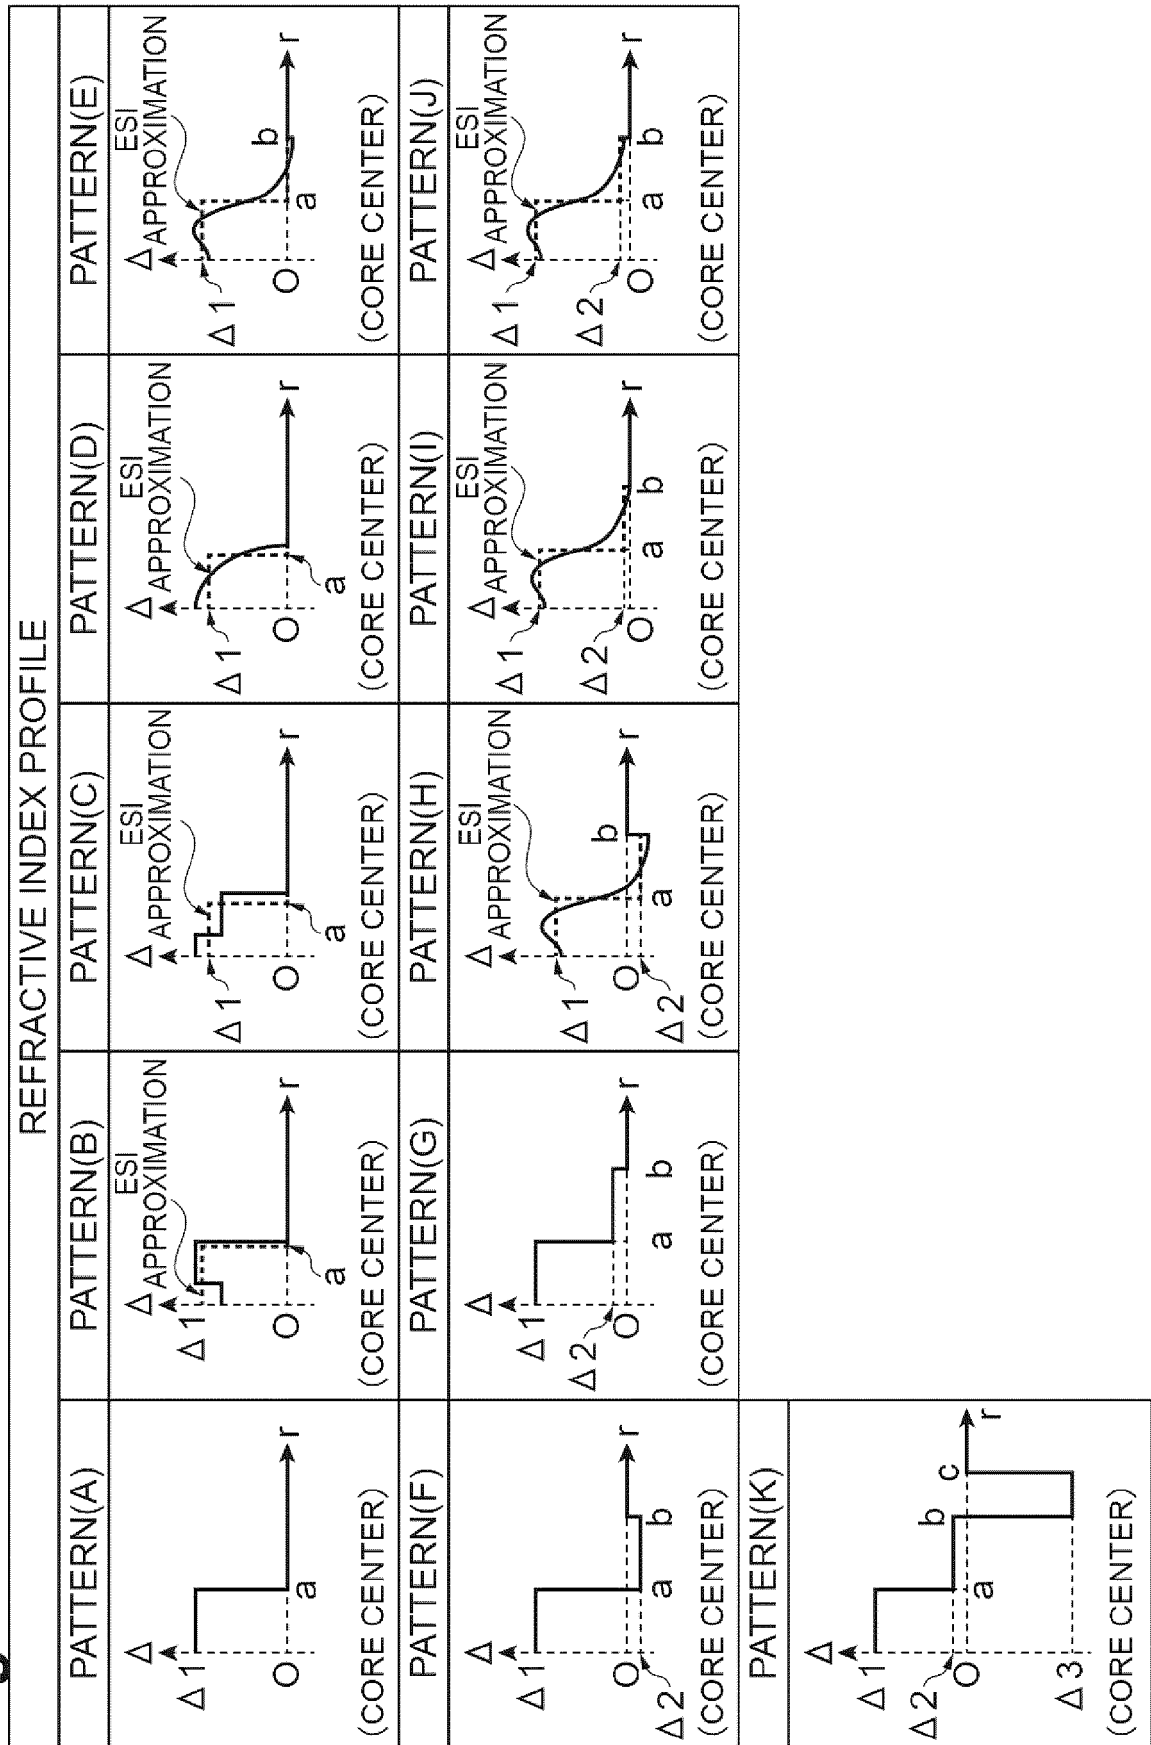 REFRACTIVE INDEX PROFILE
PATTERN(A)
PATTERN(B)
PATTERN(C)
PATTERN(D)
PATTERN(E)
Δ
Δ1
O
a
r
(CORE CENTER)
Δ
ESI
APPROXIMATION
Δ1
O
a
r
(CORE CENTER)
Δ
ESI
APPROXIMATION
Δ1
O
a
r
(CORE CENTER)
Δ
ESI
APPROXIMATION
Δ1
O
a
r
(CORE CENTER)
Δ
ESI
APPROXIMATION
Δ1
O
a
b
r
(CORE CENTER)
PATTERN(F)
PATTERN(G)
PATTERN(H)
PATTERN(I)
PATTERN(J)
Δ
Δ1
O
Δ2
a
b
r
(CORE CENTER)
Δ
Δ1
Δ2
O
a
b
r
(CORE CENTER)
Δ
ESI
APPROXIMATION
Δ1
O
Δ2
a
b
r
(CORE CENTER)
Δ
ESI
APPROXIMATION
Δ1
Δ2
O
a
b
r
(CORE CENTER)
Δ
ESI
APPROXIMATION
Δ1
Δ2
O
a
b
r
(CORE CENTER)
PATTERN(K)
Δ
Δ1
Δ2
O
Δ3
a
b
c
r
(CORE CENTER)